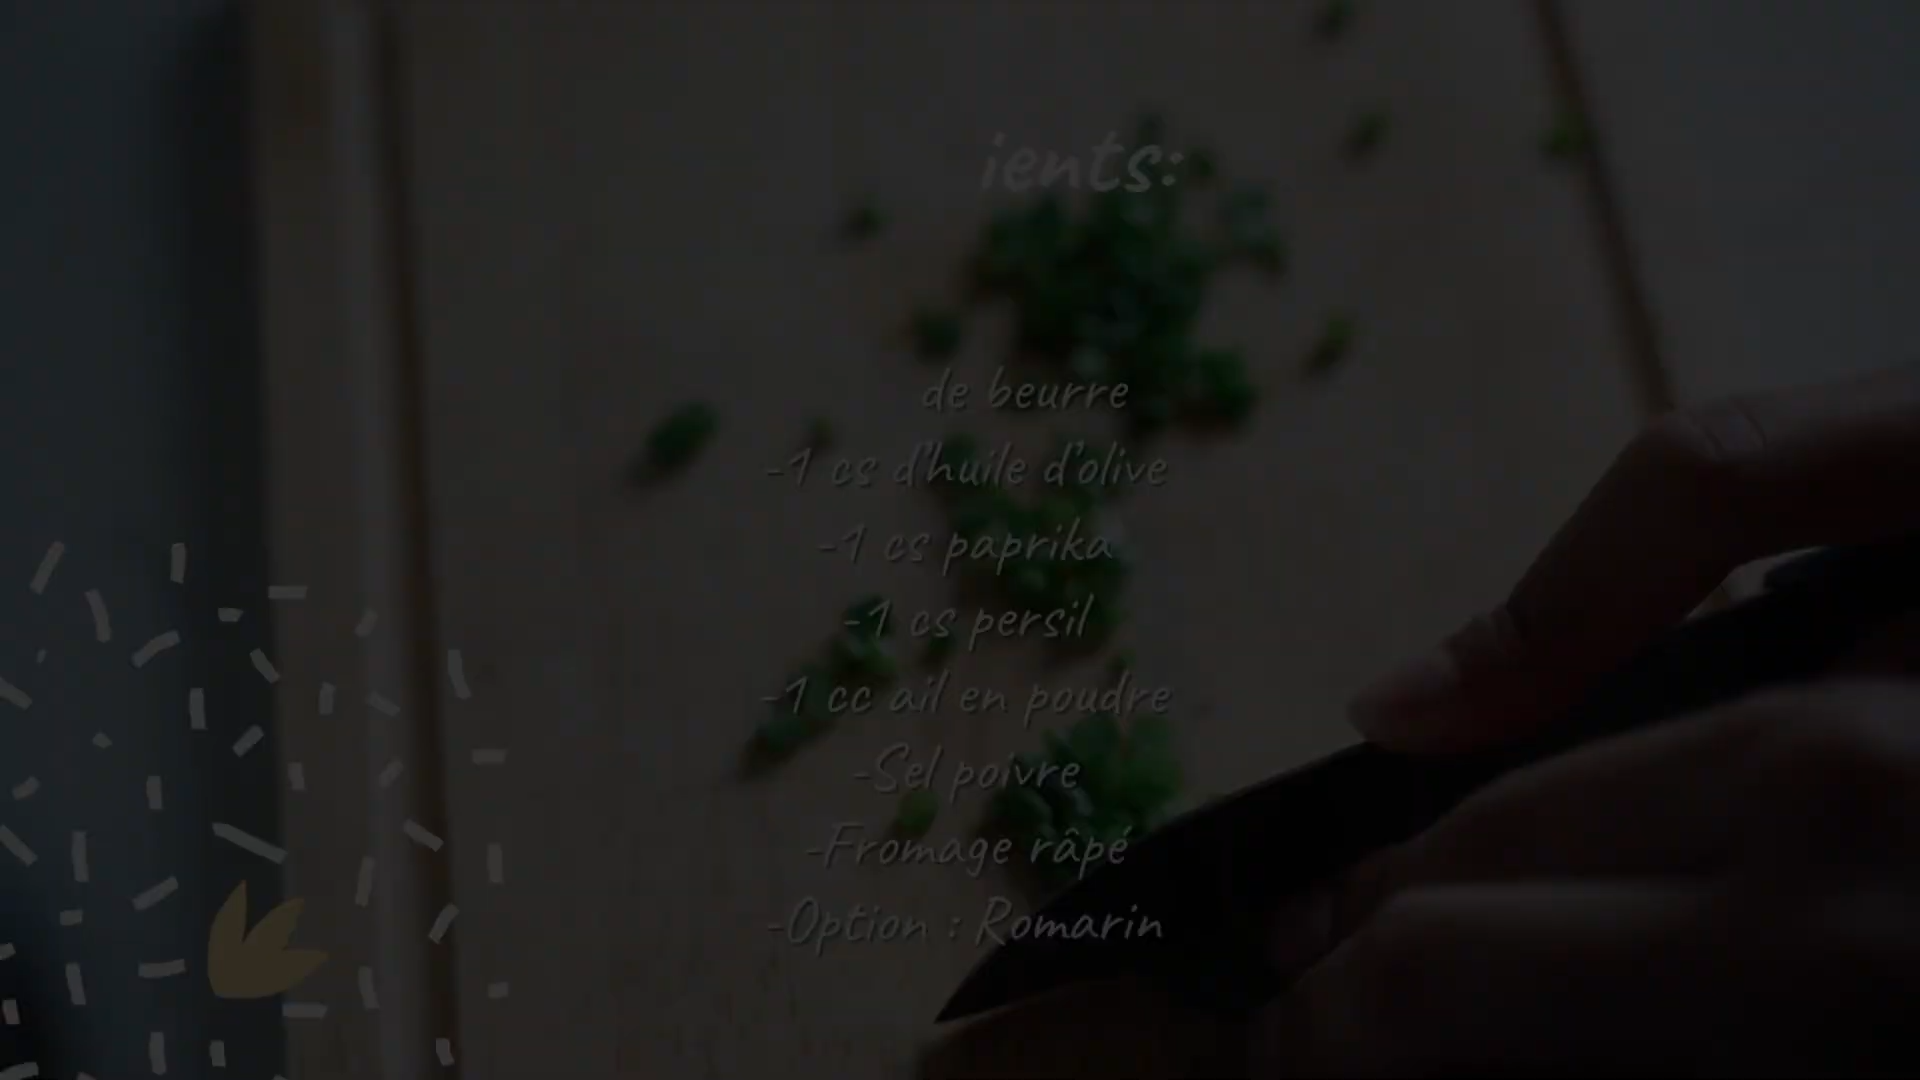 ients:
de beurre
-1 cs d'huile d'olive
-1 cs paprika
-1 cs persil
-1 cc ail en poudre
-Sel poivre
-Fromage râpé
-Option : Romarin